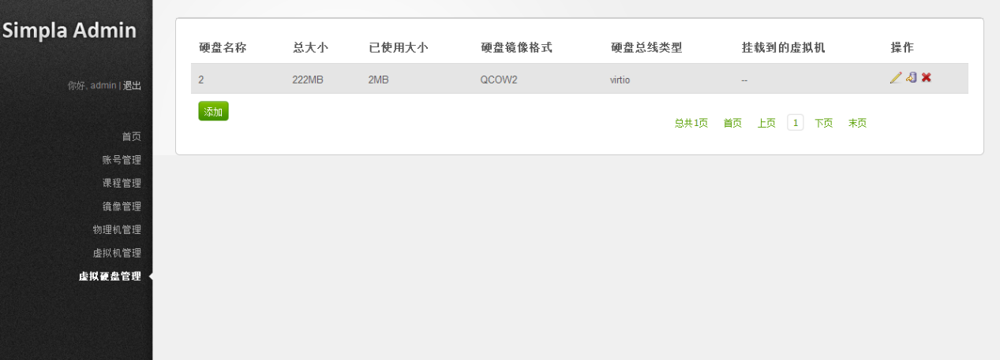 Simpla Admin
你好, admin | 退出
首页
账号管理
课程管理
镜像管理
物理机管理
虚拟机管理
虚拟硬盘管理
硬盘名称 总大小 已使用大小 硬盘镜像格式 硬盘总线类型 挂载到的虚拟机 操作
2 222MB 2MB QCOW2 virtio --
添加
总共1页 首页 上页 1 下页 末页